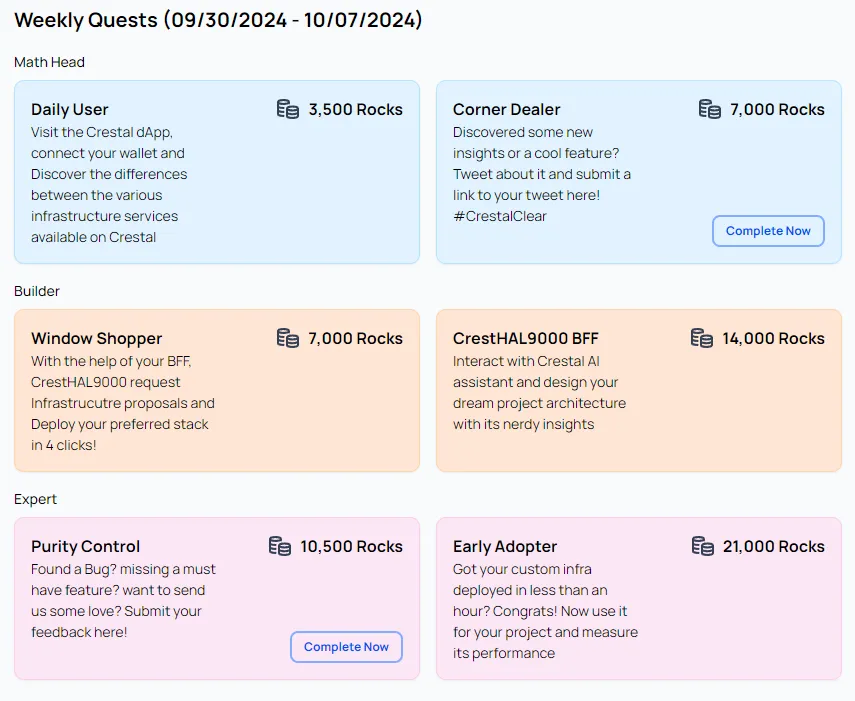 Weekly Quests (09/30/2024 - 10/07/2024)
Math Head
Daily User
3,500 Rocks
Visit the Crestal dApp,
connect your wallet and
Discover the differences
between the various
infrastructure services
available on Crestal
Corner Dealer
7,000 Rocks
Discovered some new
insights or a cool feature?
Tweet about it and submit a
link to your tweet here!
#CrestalClear
Complete Now
Builder
Window Shopper
7,000 Rocks
With the help of your BFF,
CrestHAL9000 request
Infrastrucutre proposals and
Deploy your preferred stack
in 4 clicks!
CrestHAL9000 BFF
14,000 Rocks
Interact with Crestal AI
assistant and design your
dream project architecture
with its nerdy insights
Expert
Purity Control
10,500 Rocks
Found a Bug? missing a must
have feature? want to send
us some love? Submit your
feedback here!
Complete Now
Early Adopter
21,000 Rocks
Got your custom infra
deployed in less than an
hour? Congrats! Now use it
for your project and measure
its performance